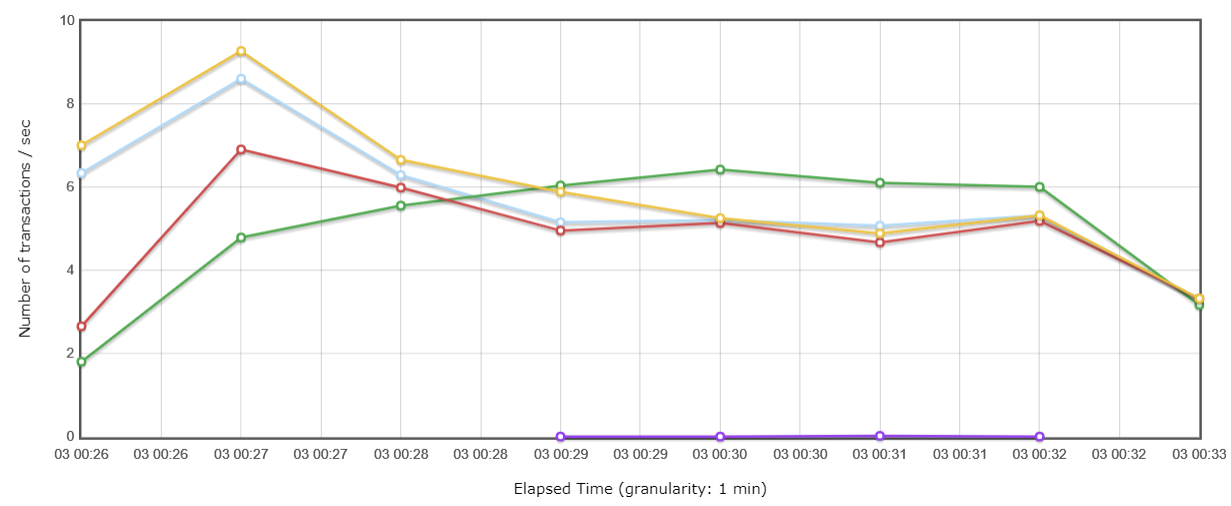 10
8
6
4
2
0
Number of transactions / sec
03 00:26 03 00:26 03 00:27 03 00:27 03 00:28 03 00:28 03 00:29 03 00:29 03 00:30 03 00:30 03 00:31 03 00:31 03 00:32 03 00:32 03 00:33
Elapsed Time (granularity: 1 min)